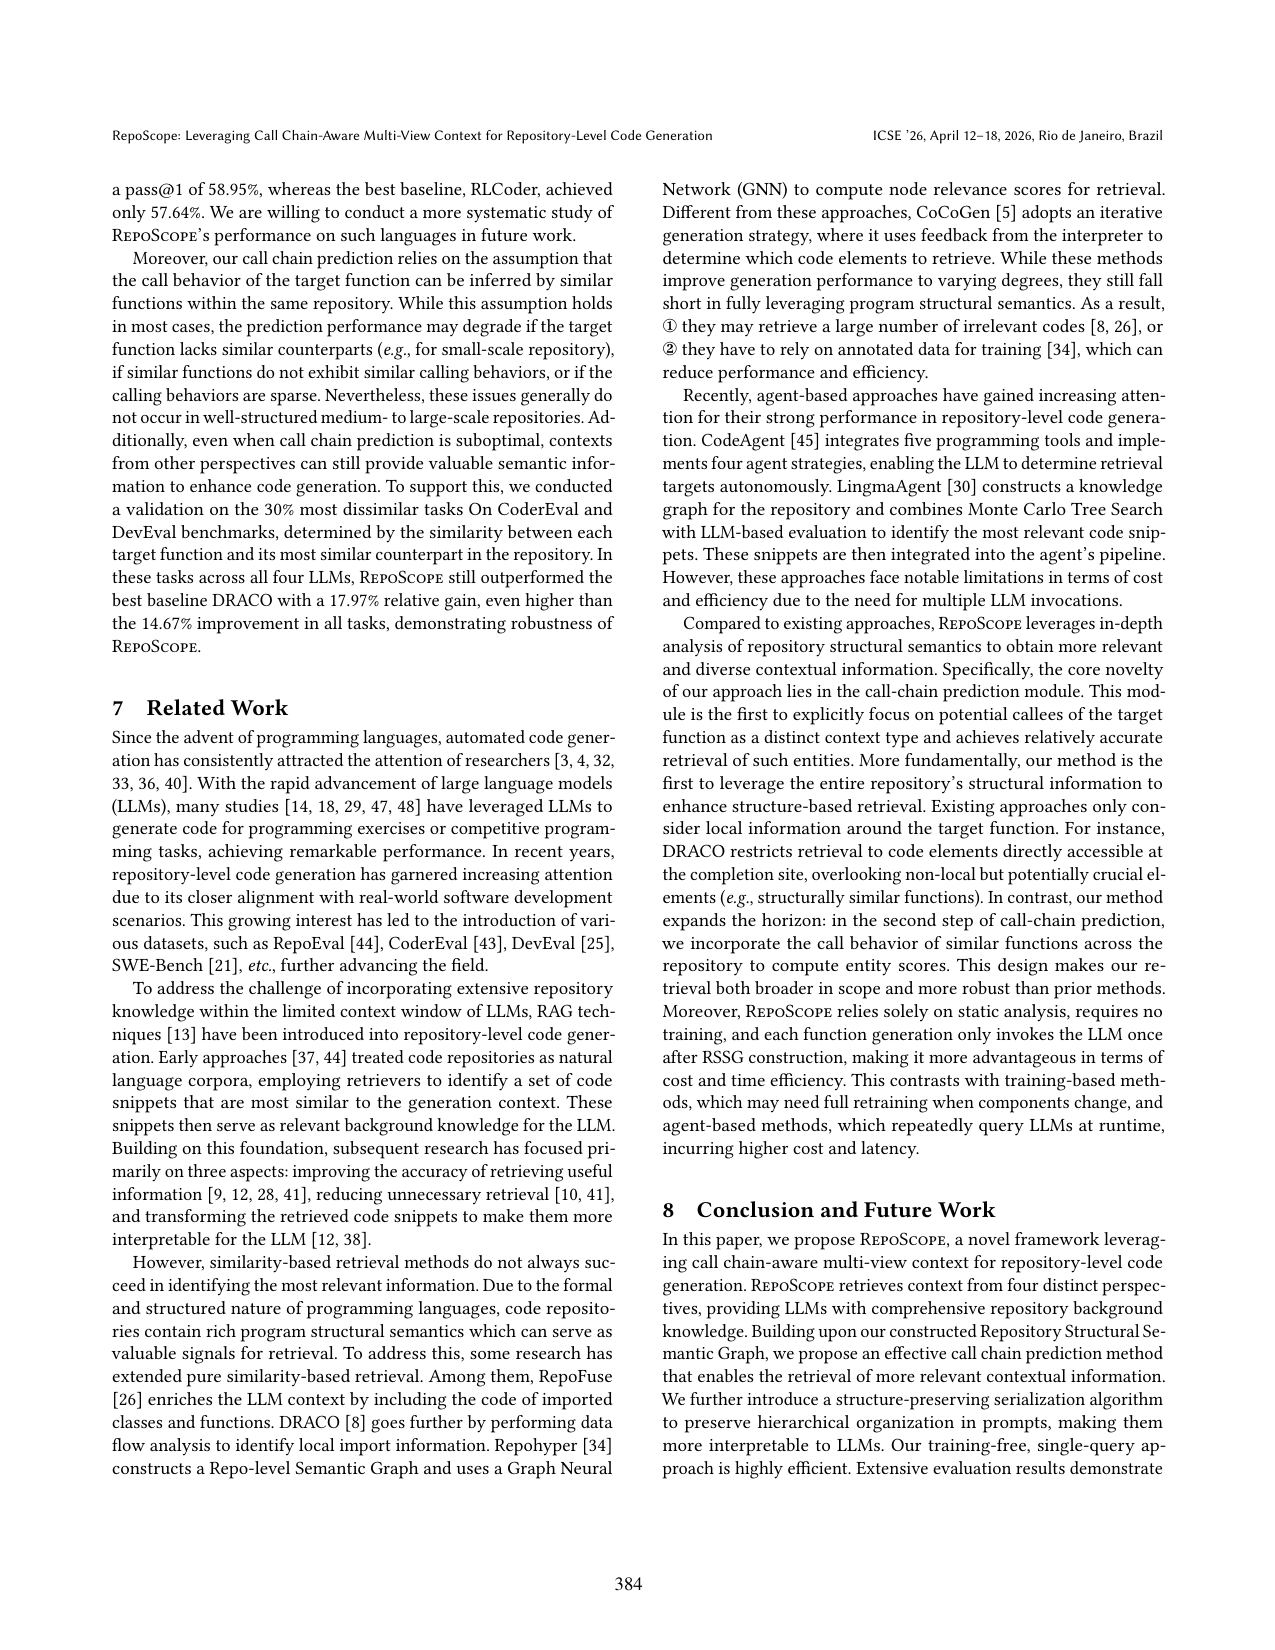 RepoScope: Leveraging Call Chain-Aware Multi-View Context for Repository-Level Code Generation
ICSE ’26, April 12–18, 2026, Rio de Janeiro, Brazil
a pass@1 of 58.95%, whereas the best baseline, RLCoder, achieved
only 57.64%. We are willing to conduct a more systematic study of
RepoScope’s performance on such languages in future work.
Moreover, our call chain prediction relies on the assumption that
the call behavior of the target function can be inferred by similar
functions within the same repository. While this assumption holds
in most cases, the prediction performance may degrade if the target
function lacks similar counterparts (e.g., for small-scale repository),
if similar functions do not exhibit similar calling behaviors, or if the
calling behaviors are sparse. Nevertheless, these issues generally do
not occur in well-structured medium- to large-scale repositories. Ad-
ditionally, even when call chain prediction is suboptimal, contexts
from other perspectives can still provide valuable semantic infor-
mation to enhance code generation. To support this, we conducted
a validation on the 30% most dissimilar tasks On CoderEval and
DevEval benchmarks, determined by the similarity between each
target function and its most similar counterpart in the repository. In
these tasks across all four LLMs, RepoScope still outperformed the
best baseline DRACO with a 17.97% relative gain, even higher than
the 14.67% improvement in all tasks, demonstrating robustness of
RepoScope.
7 Related Work
Since the advent of programming languages, automated code gener-
ation has consistently attracted the attention of researchers [3, 4, 32,
33, 36, 40]. With the rapid advancement of large language models
(LLMs), many studies [14, 18, 29, 47, 48] have leveraged LLMs to
generate code for programming exercises or competitive program-
ming tasks, achieving remarkable performance. In recent years,
repository-level code generation has garnered increasing attention
due to its closer alignment with real-world software development
scenarios. This growing interest has led to the introduction of vari-
ous datasets, such as RepoEval [44], CoderEval [43], DevEval [25],
SWE-Bench [21], etc., further advancing the field.
To address the challenge of incorporating extensive repository
knowledge within the limited context window of LLMs, RAG tech-
niques [13] have been introduced into repository-level code gener-
ation. Early approaches [37, 44] treated code repositories as natural
language corpora, employing retrievers to identify a set of code
snippets that are most similar to the generation context. These
snippets then serve as relevant background knowledge for the LLM.
Building on this foundation, subsequent research has focused pri-
marily on three aspects: improving the accuracy of retrieving useful
information [9, 12, 28, 41], reducing unnecessary retrieval [10, 41],
and transforming the retrieved code snippets to make them more
interpretable for the LLM [12, 38].
However, similarity-based retrieval methods do not always suc-
ceed in identifying the most relevant information. Due to the formal
and structured nature of programming languages, code reposito-
ries contain rich program structural semantics which can serve as
valuable signals for retrieval. To address this, some research has
extended pure similarity-based retrieval. Among them, RepoFuse
[26] enriches the LLM context by including the code of imported
classes and functions. DRACO [8] goes further by performing data
flow analysis to identify local import information. Repohyper [34]
constructs a Repo-level Semantic Graph and uses a Graph Neural
Network (GNN) to compute node relevance scores for retrieval.
Different from these approaches, CoCoGen [5] adopts an iterative
generation strategy, where it uses feedback from the interpreter to
determine which code elements to retrieve. While these methods
improve generation performance to varying degrees, they still fall
short in fully leveraging program structural semantics. As a result,
① they may retrieve a large number of irrelevant codes [8, 26], or
② they have to rely on annotated data for training [34], which can
reduce performance and efficiency.
Recently, agent-based approaches have gained increasing atten-
tion for their strong performance in repository-level code genera-
tion. CodeAgent [45] integrates five programming tools and imple-
ments four agent strategies, enabling the LLM to determine retrieval
targets autonomously. LingmaAgent [30] constructs a knowledge
graph for the repository and combines Monte Carlo Tree Search
with LLM-based evaluation to identify the most relevant code snip-
pets. These snippets are then integrated into the agent’s pipeline.
However, these approaches face notable limitations in terms of cost
and efficiency due to the need for multiple LLM invocations.
Compared to existing approaches, RepoScope leverages in-depth
analysis of repository structural semantics to obtain more relevant
and diverse contextual information. Specifically, the core novelty
of our approach lies in the call-chain prediction module. This mod-
ule is the first to explicitly focus on potential callees of the target
function as a distinct context type and achieves relatively accurate
retrieval of such entities. More fundamentally, our method is the
first to leverage the entire repository’s structural information to
enhance structure-based retrieval. Existing approaches only con-
sider local information around the target function. For instance,
DRACO restricts retrieval to code elements directly accessible at
the completion site, overlooking non-local but potentially crucial el-
ements (e.g., structurally similar functions). In contrast, our method
expands the horizon: in the second step of call-chain prediction,
we incorporate the call behavior of similar functions across the
repository to compute entity scores. This design makes our re-
trieval both broader in scope and more robust than prior methods.
Moreover, RepoScope relies solely on static analysis, requires no
training, and each function generation only invokes the LLM once
after RSSG construction, making it more advantageous in terms of
cost and time efficiency. This contrasts with training-based meth-
ods, which may need full retraining when components change, and
agent-based methods, which repeatedly query LLMs at runtime,
incurring higher cost and latency.
8 Conclusion and Future Work
In this paper, we propose RepoScope, a novel framework leverag-
ing call chain-aware multi-view context for repository-level code
generation. RepoScope retrieves context from four distinct perspec-
tives, providing LLMs with comprehensive repository background
knowledge. Building upon our constructed Repository Structural Se-
mantic Graph, we propose an effective call chain prediction method
that enables the retrieval of more relevant contextual information.
We further introduce a structure-preserving serialization algorithm
to preserve hierarchical organization in prompts, making them
more interpretable to LLMs. Our training-free, single-query ap-
proach is highly efficient. Extensive evaluation results demonstrate
384